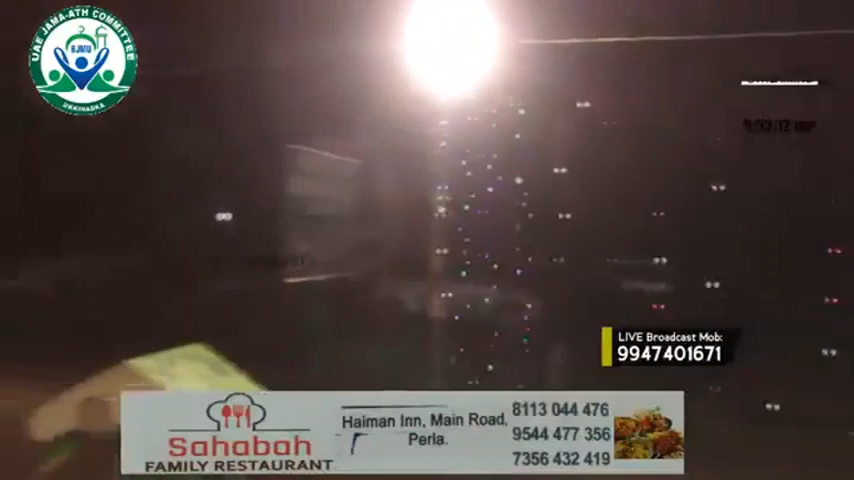 UAE JAMA-ATH COMMITTEE
BJMU
UKKINADKA
LIVE Broadcast Mob:
9947401671
Sahabah
FAMILY RESTAURANT
Haiman Inn, Main Road,
Perla.
8113 044 476
9544 477 356
7356 432 419